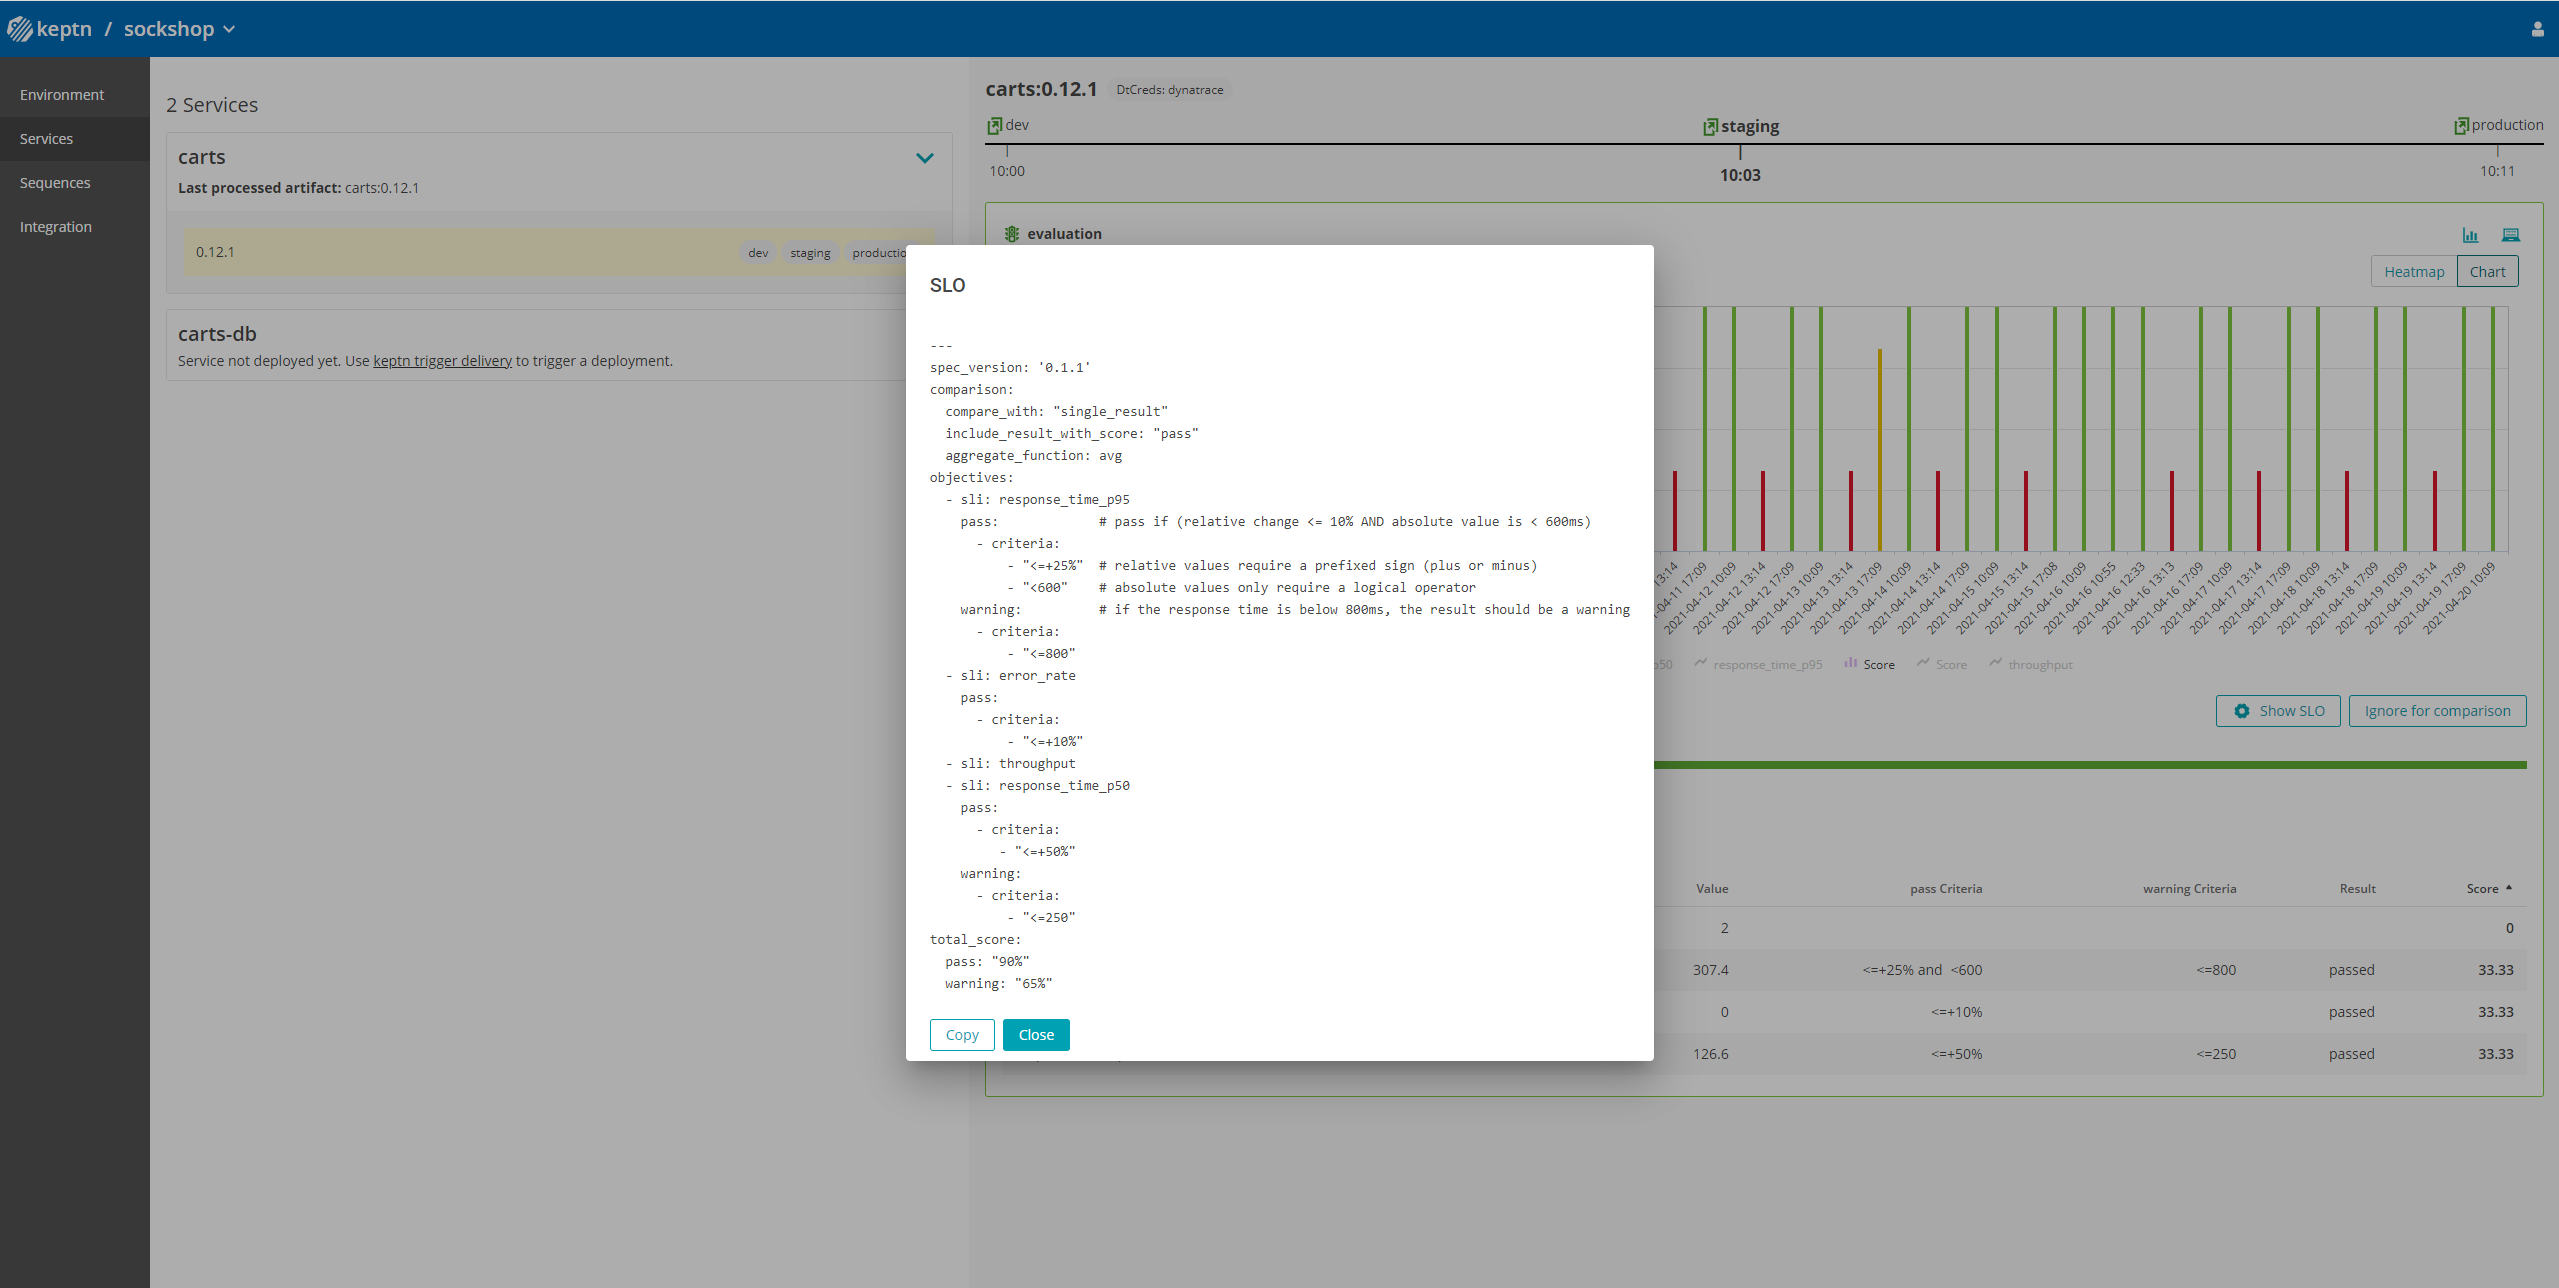 keptn / sockshop
Environment
Services
Sequences
Integration
2 Services
carts
Last processed artifact: carts:0.12.1
0.12.1 dev staging productio
carts-db
Service not deployed yet. Use keptn trigger delivery to trigger a deployment.
carts:0.12.1 DtCreds: dynatrace
dev staging production
10:00 10:03 10:11
evaluation
Heatmap Chart
SLO
---
spec_version: '0.1.1'
comparison:
compare_with: "single_result"
include_result_with_score: "pass"
aggregate_function: avg
objectives:
- sli: response_time_p95
pass: # pass if (relative change <= 10% AND absolute value is < 600ms)
- criteria:
- "<=+25%" # relative values require a prefixed sign (plus or minus)
- "<600" # absolute values only require a logical operator
warning: # if the response time is below 800ms, the result should be a warning
- criteria:
- "<=800"
- sli: error_rate
pass:
- criteria:
- "<=+10%"
- sli: throughput
- sli: response_time_p50
pass:
- criteria:
- "<=+50%"
warning:
- criteria:
- "<=250"
total_score:
pass: "90%"
warning: "65%"
Copy Close
13:14
-04-11 17:09
2021-04-12 10:09
2021-04-12 13:14
2021-04-12 17:09
2021-04-13 10:09
2021-04-13 13:14
2021-04-13 17:09
2021-04-14 10:09
2021-04-14 13:14
2021-04-14 17:09
2021-04-15 10:09
2021-04-15 13:14
2021-04-15 17:08
2021-04-16 10:09
2021-04-16 10:55
2021-04-16 12:33
2021-04-16 13:13
2021-04-16 17:09
2021-04-17 10:09
2021-04-17 13:14
2021-04-17 17:09
2021-04-18 10:09
2021-04-18 13:14
2021-04-18 17:09
2021-04-19 10:09
2021-04-19 13:14
2021-04-19 17:09
2021-04-20 10:09
p50 response_time_p95 Score Score throughput
Show SLO Ignore for comparison
Value pass Criteria warning Criteria Result Score
2 0
307.4 <=+25% and <600 <=800 passed 33.33
0 <=+10% passed 33.33
126.6 <=+50% <=250 passed 33.33